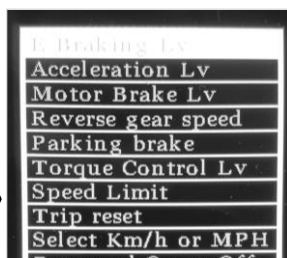 E Braking Lv
Acceleration Lv
Motor Brake Lv
Reverse gear speed
Parking brake
Torque Control Lv
Speed Limit
Trip reset
Select Km/h or MPH